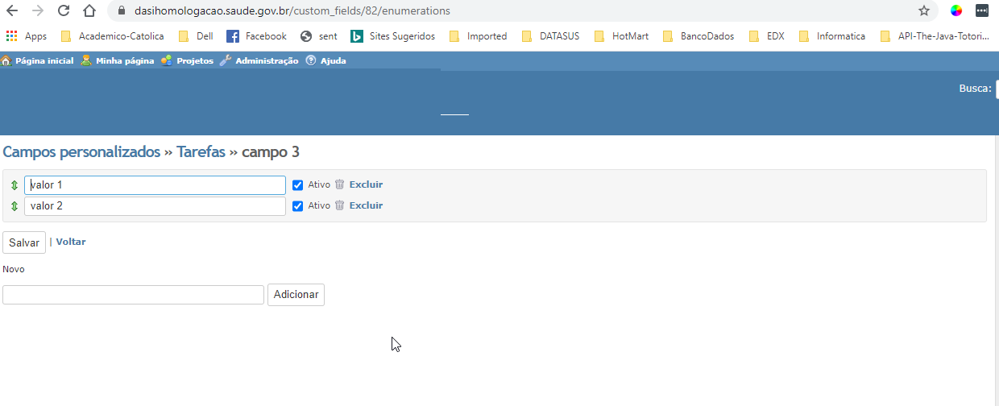 dasihomologacao.saude.gov.br/custom_fields/82/enumerations
Apps Academico-Catolica Dell Facebook sent Sites Sugeridos Imported DATASUS HotMart BancoDados EDX Informatica API-The-Java-Totori...
Página inicial Minha página Projetos Administração Ajuda
Busca:
Campos personalizados » Tarefas » campo 3
valor 1 Ativo Excluir
valor 2 Ativo Excluir
Salvar | Voltar
Novo
Adicionar